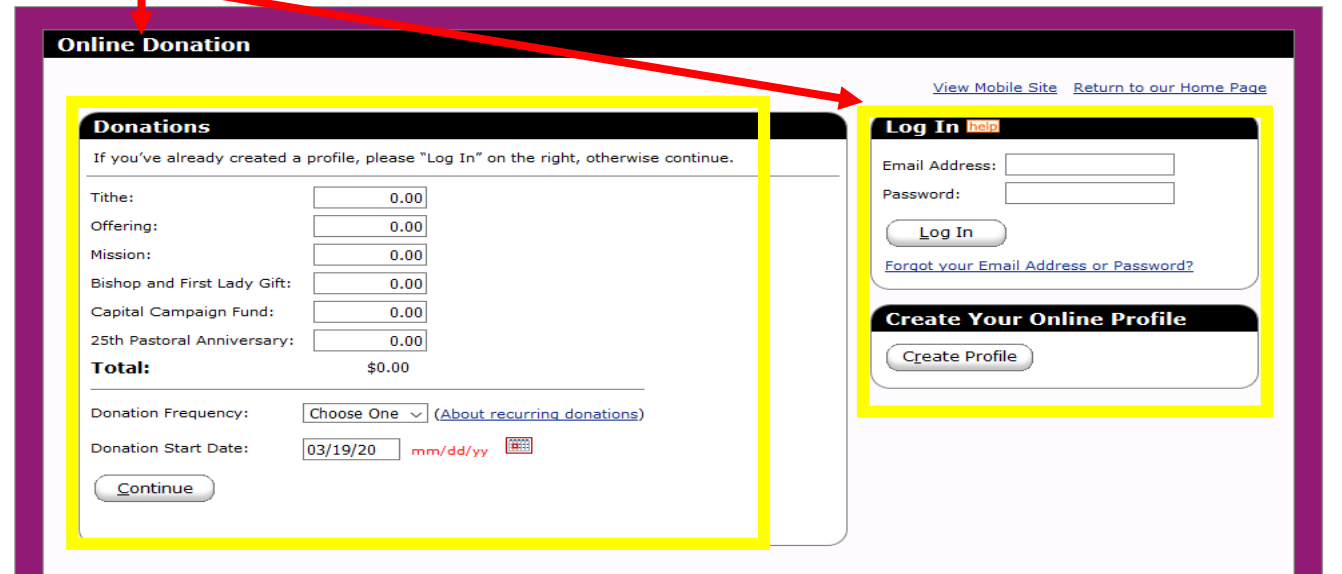 Online Donation
View Mobile Site Return to our Home Page
Donations
If you’ve already created a profile, please “Log In” on the right, otherwise continue.
Tithe: 0.00
Offering: 0.00
Mission: 0.00
Bishop and First Lady Gift: 0.00
Capital Campaign Fund: 0.00
25th Pastoral Anniversary: 0.00
Total: $0.00
Donation Frequency: Choose One (About recurring donations)
Donation Start Date: 03/19/20 mm/dd/yy
Continue
Log In help
Email Address:
Password:
Log In
Forgot your Email Address or Password?
Create Your Online Profile
Create Profile